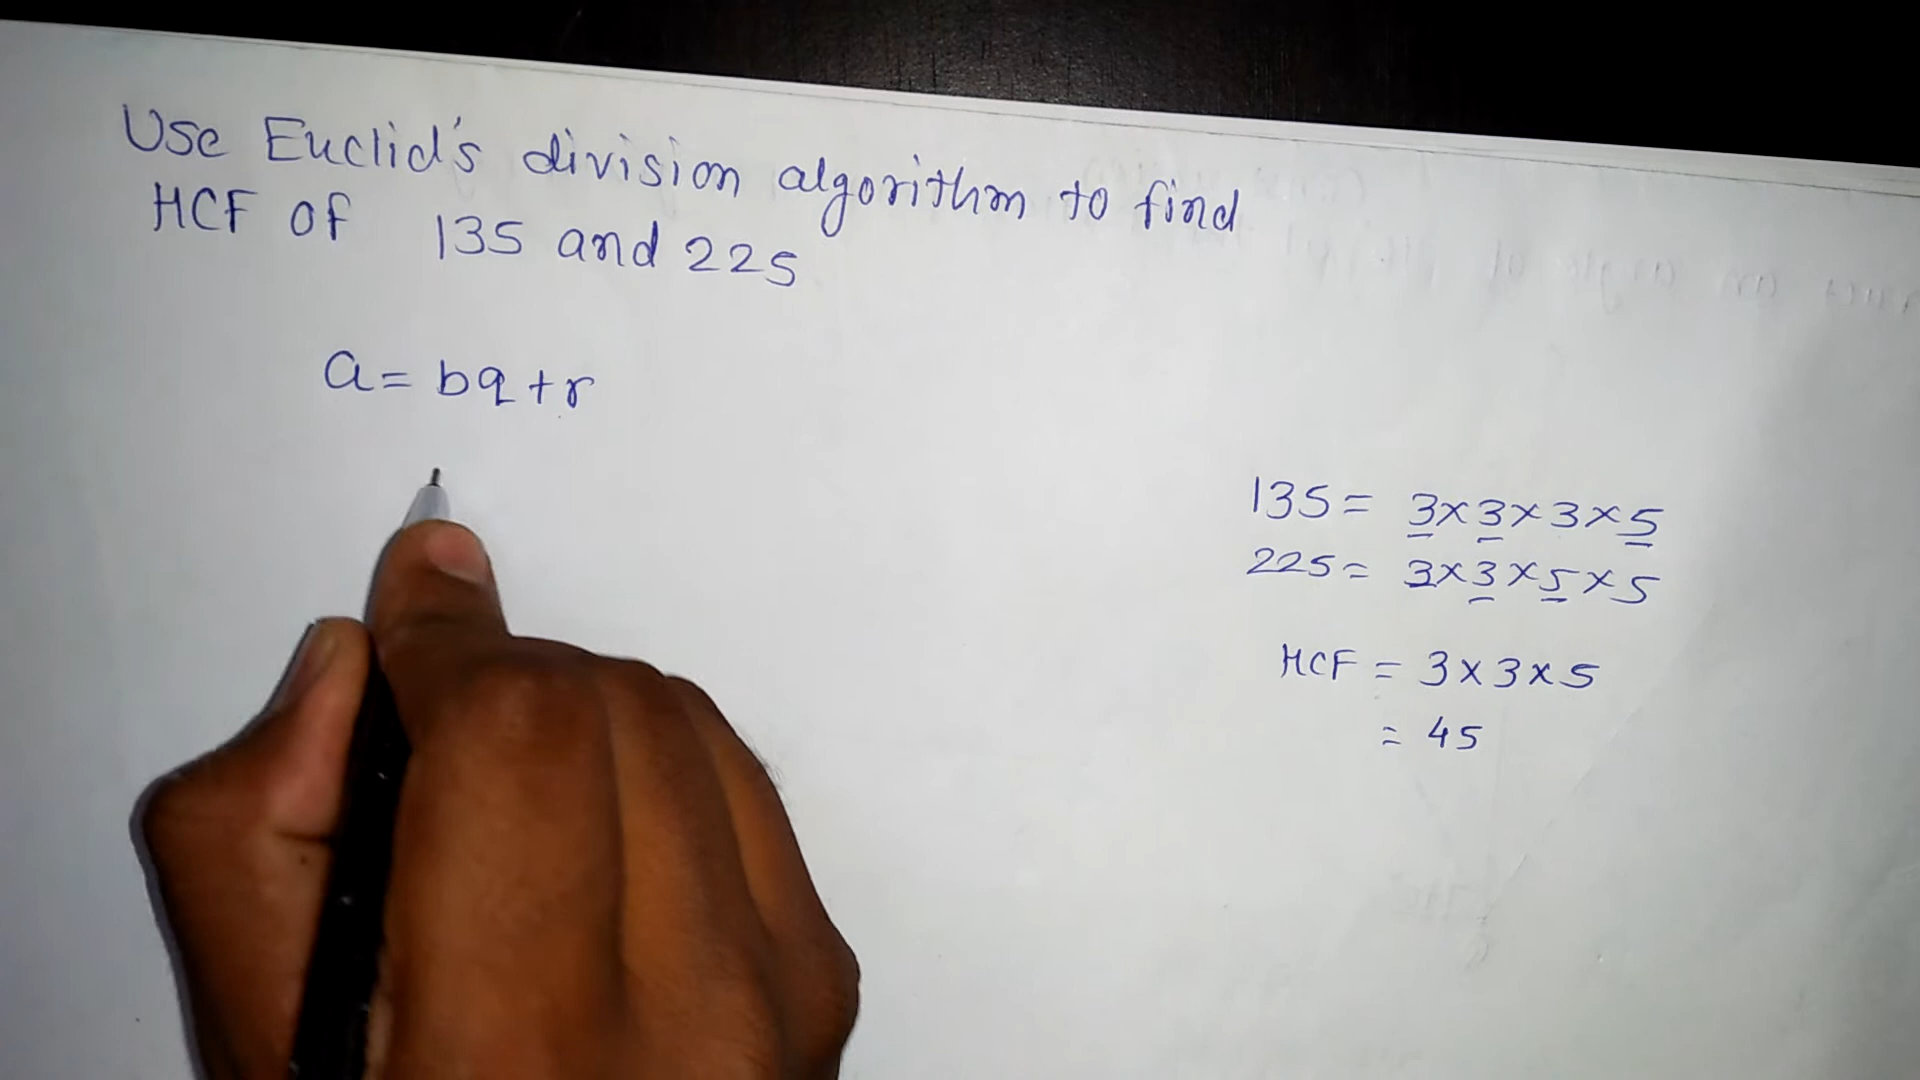 Use Euclid's division algorithm to find
HCF of 135 and 225
a = bq + r
135 = 3 × 3 × 3 × 5
225 = 3 × 3 × 5 × 5
HCF = 3 × 3 × 5
= 45